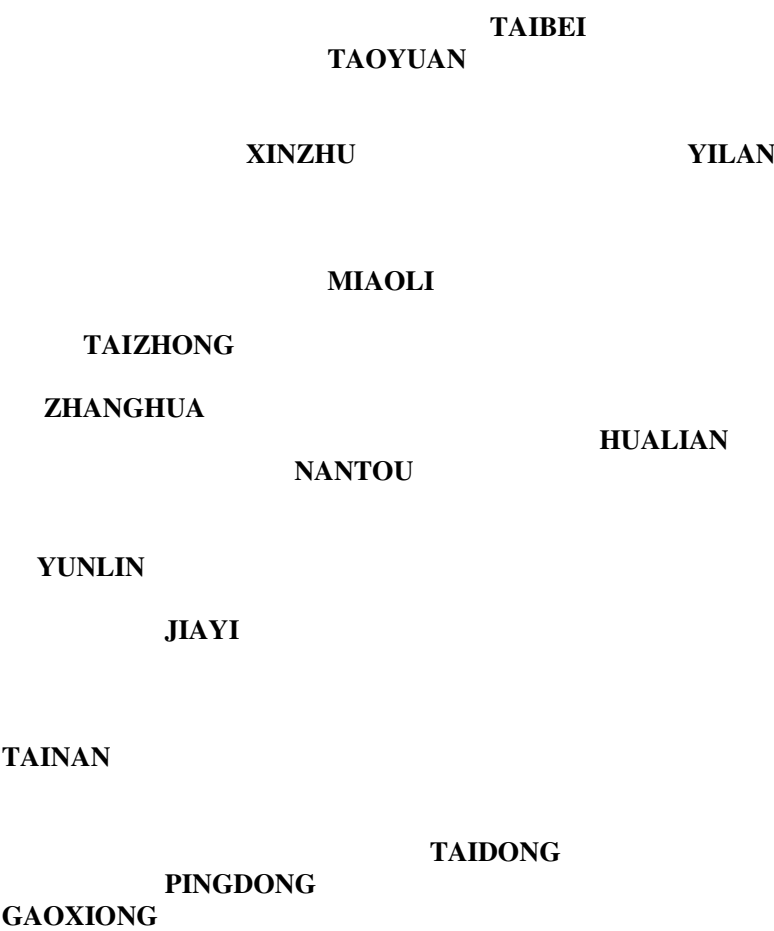 TAIBEI
TAOYUAN
XINZHU YILAN
MIAOLI
TAIZHONG
ZHANGHUA
HUALIAN
NANTOU
YUNLIN
JIAYI
TAINAN
TAIDONG
PINGDONG
GAOXIONG